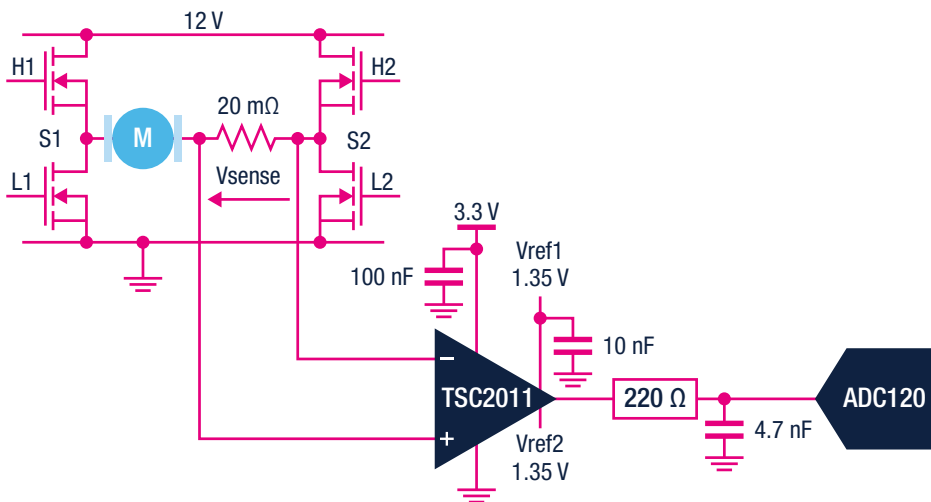 12 V
H1
H2
20 mΩ
S1
M
S2
Vsense
L1
L2
3.3 V
Vref1
1.35 V
100 nF
10 nF
−
TSC2011
+
220 Ω
ADC120
4.7 nF
Vref2
1.35 V